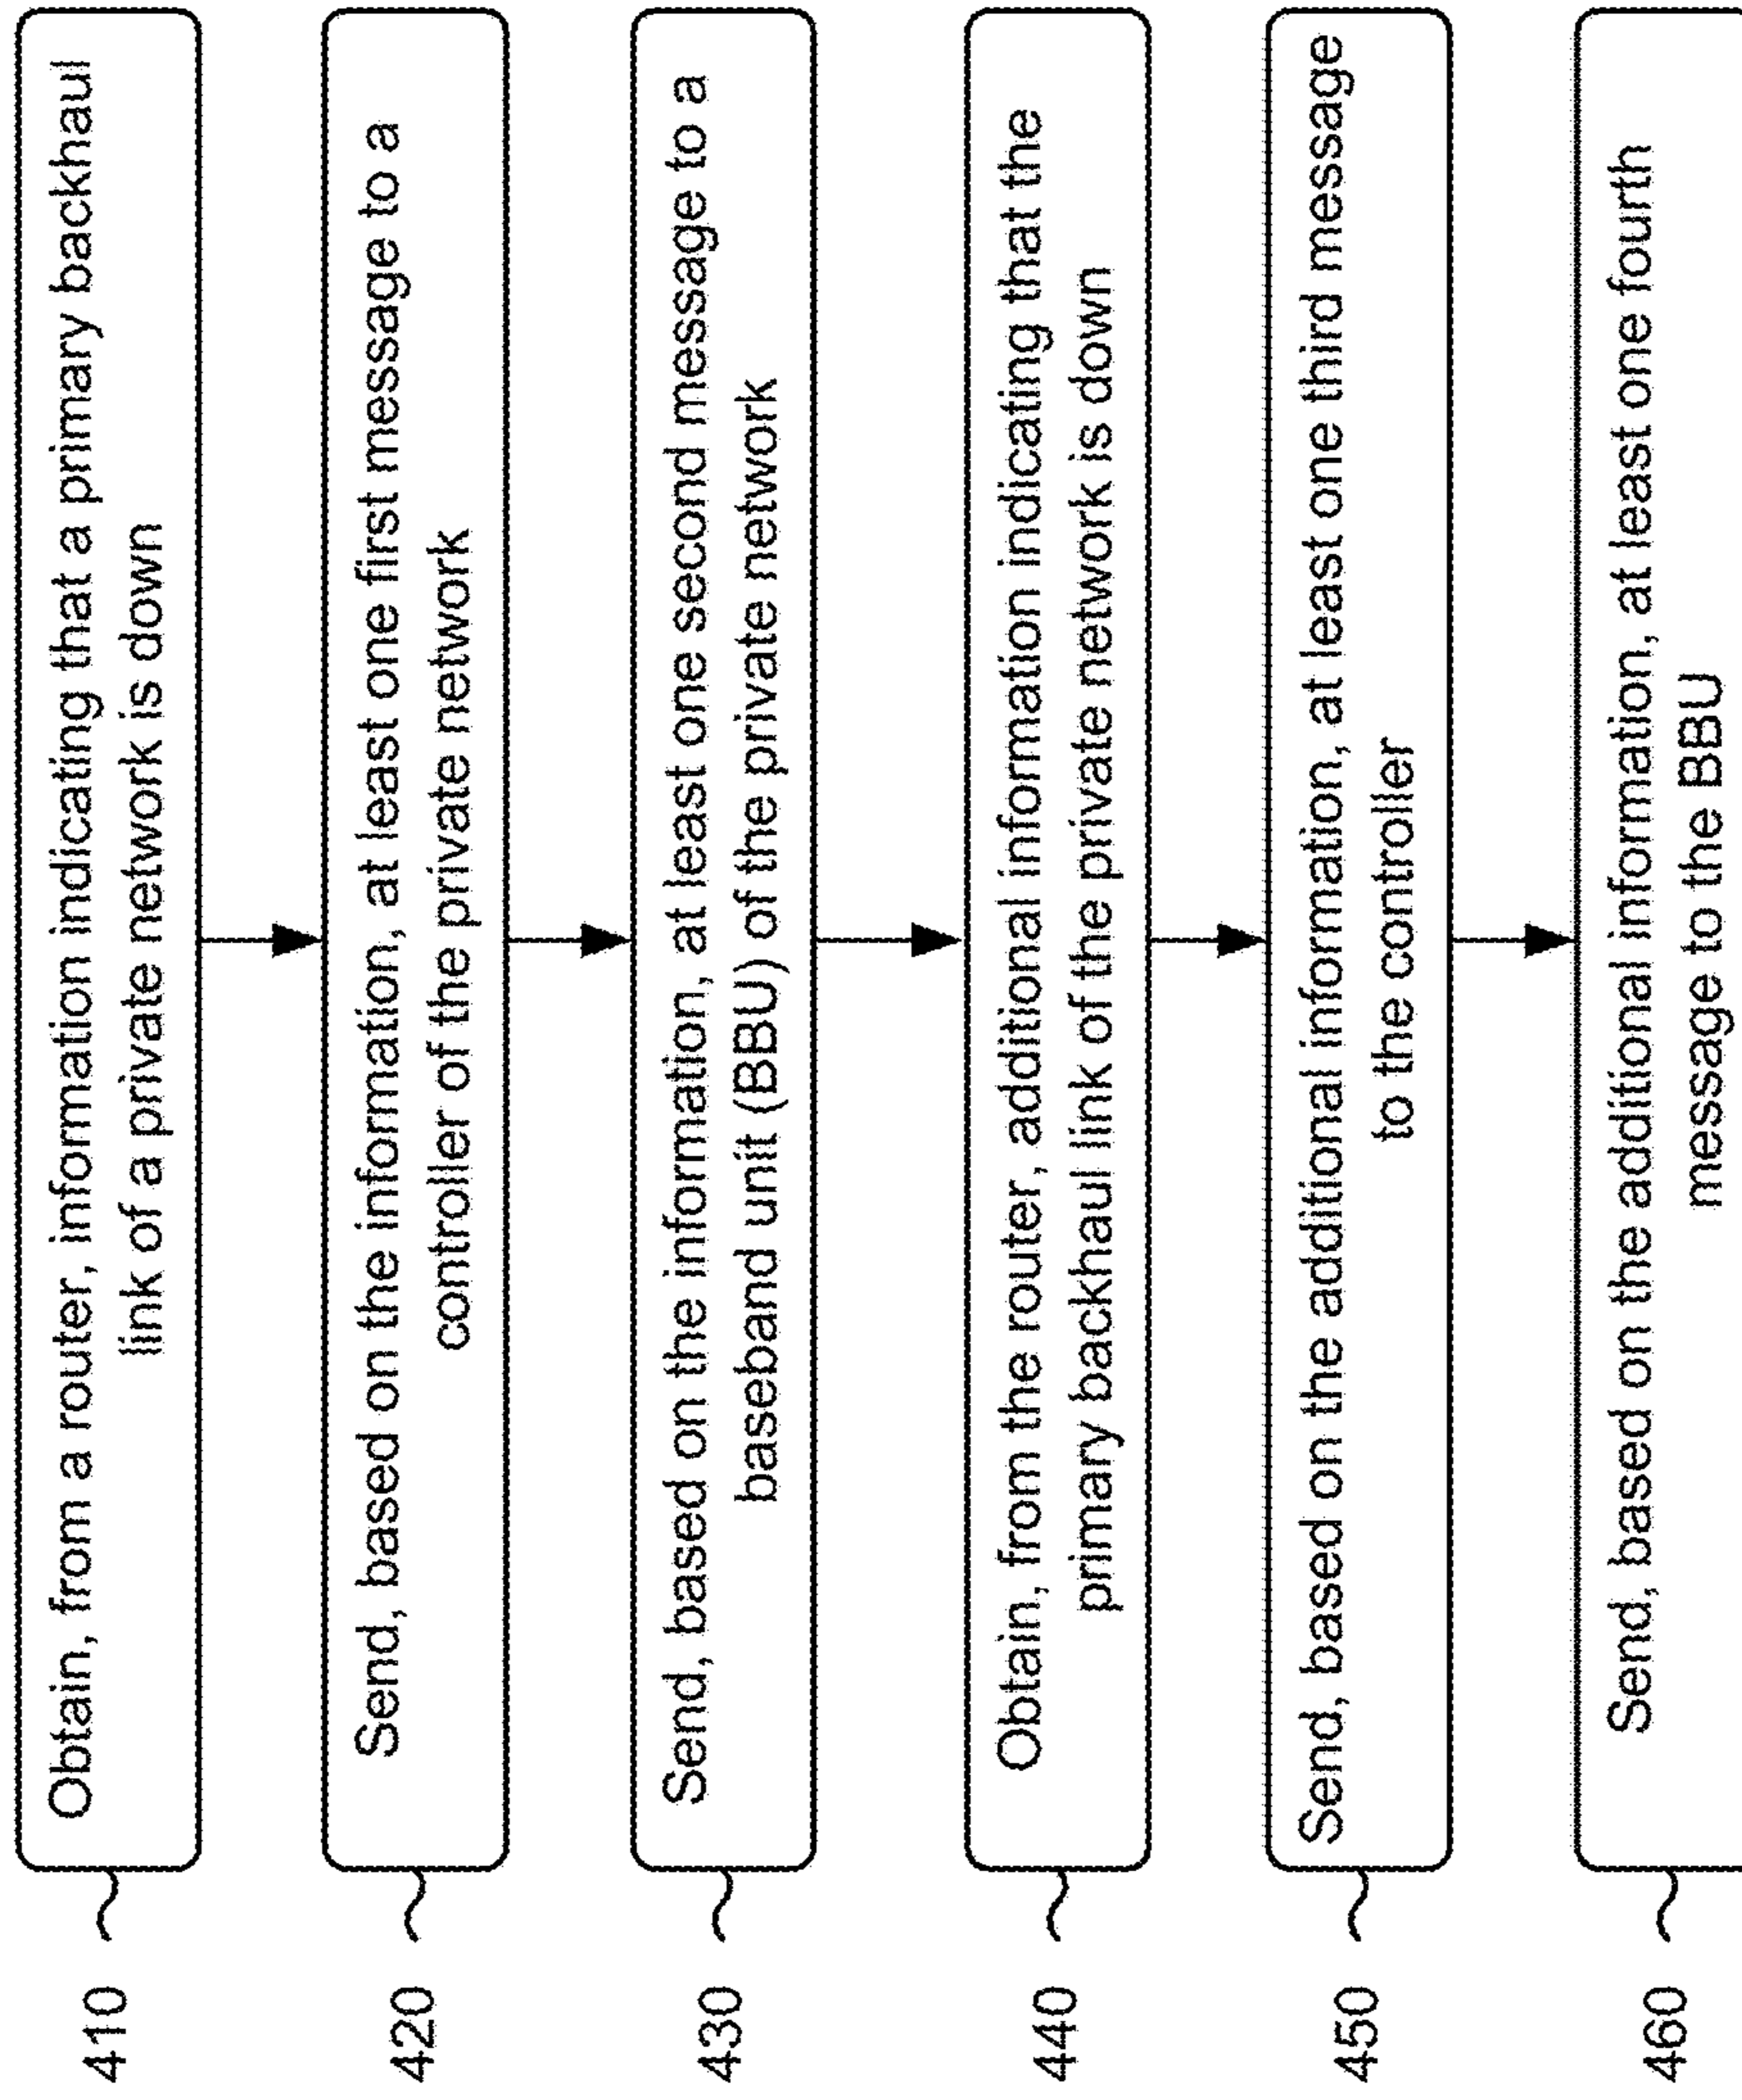 410
Obtain, from a router, information indicating that a primary backhaul
link of a private network is down
420
Send, based on the information, at least one first message to a
controller of the private network
430
Send, based on the information, at least one second message to a
baseband unit (BBU) of the private network
440
Obtain, from the router, additional information indicating that the
primary backhaul link of the private network is down
450
Send, based on the additional information, at least one third message
to the controller
460
Send, based on the additional information, at least one fourth
message to the BBU